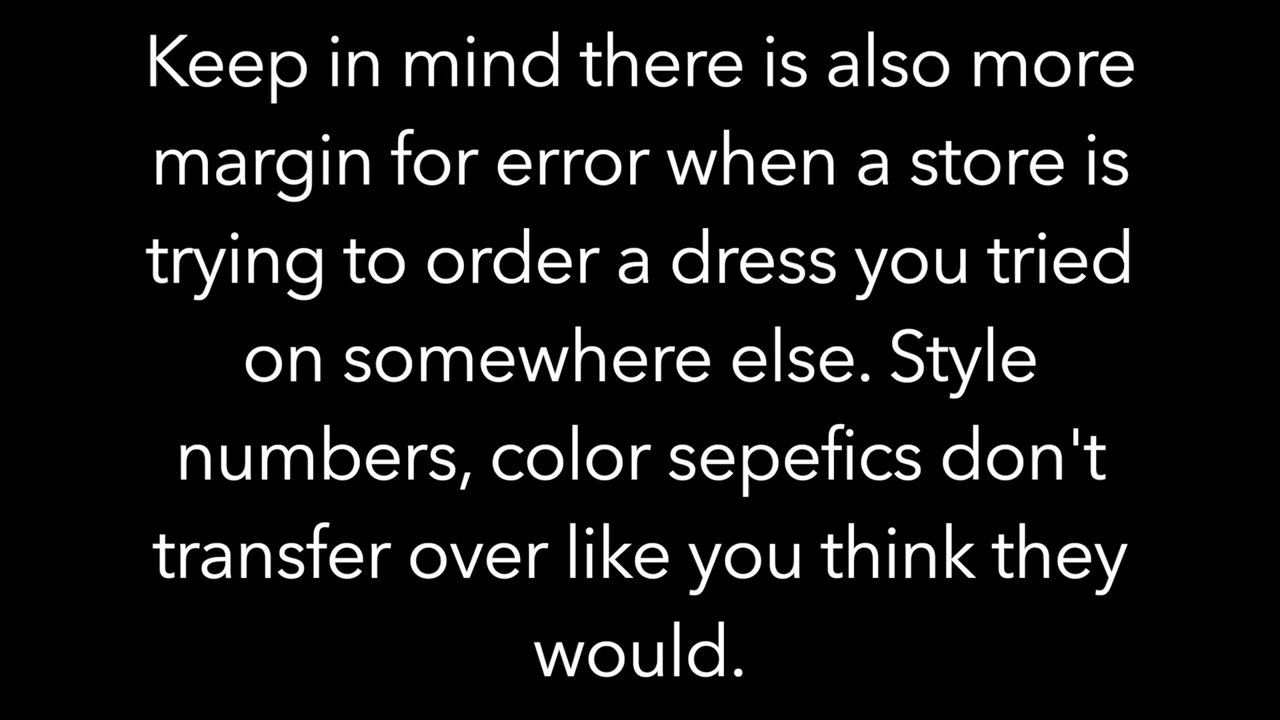 Keep in mind there is also more
margin for error when a store is
trying to order a dress you tried
on somewhere else. Style
numbers, color sepefics don't
transfer over like you think they
would.